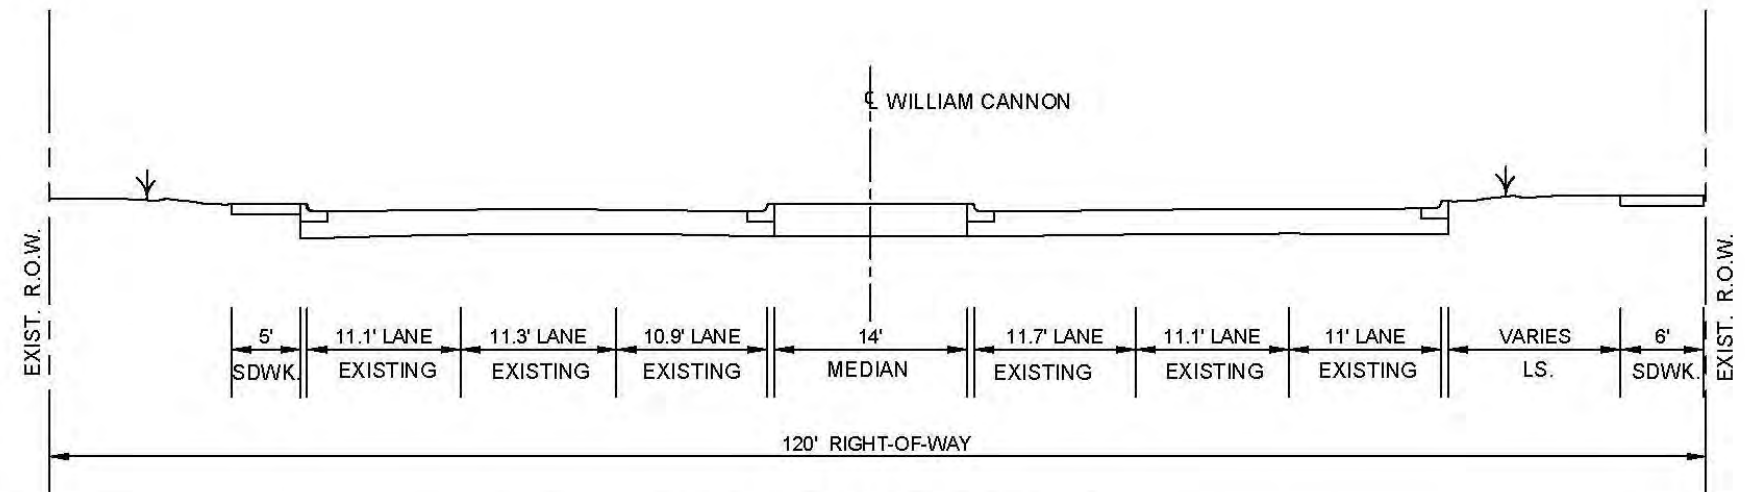 ℄ WILLIAM CANNON
EXIST. R.O.W.
5'
SDWK.
11.1' LANE
EXISTING
11.3' LANE
EXISTING
10.9' LANE
EXISTING
14'
MEDIAN
11.7' LANE
EXISTING
11.1' LANE
EXISTING
11' LANE
EXISTING
VARIES
LS.
6'
SDWK.
EXIST. R.O.W.
120' RIGHT-OF-WAY